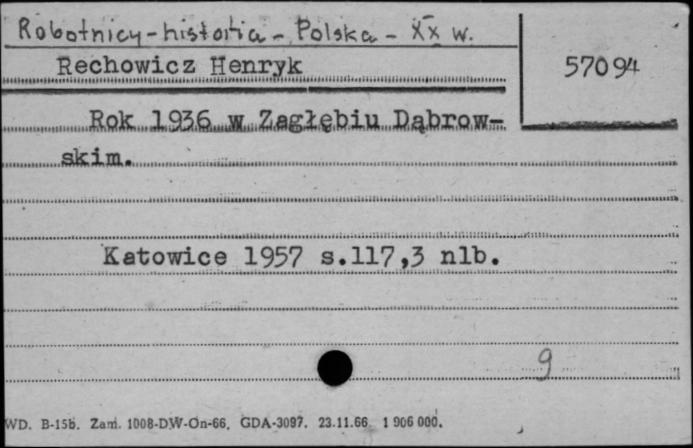 Robotnicy-historia - Polska - XX w.
Rechowicz Henryk
57094
Rok 1936 w Zagłębiu Dąbrow-
skim.
Katowice 1957 s.117,3 nlb.
9
WD. B-15b. Zam. 1008-DW-On-66. GDA-3097. 23.11.66 1 906 000.